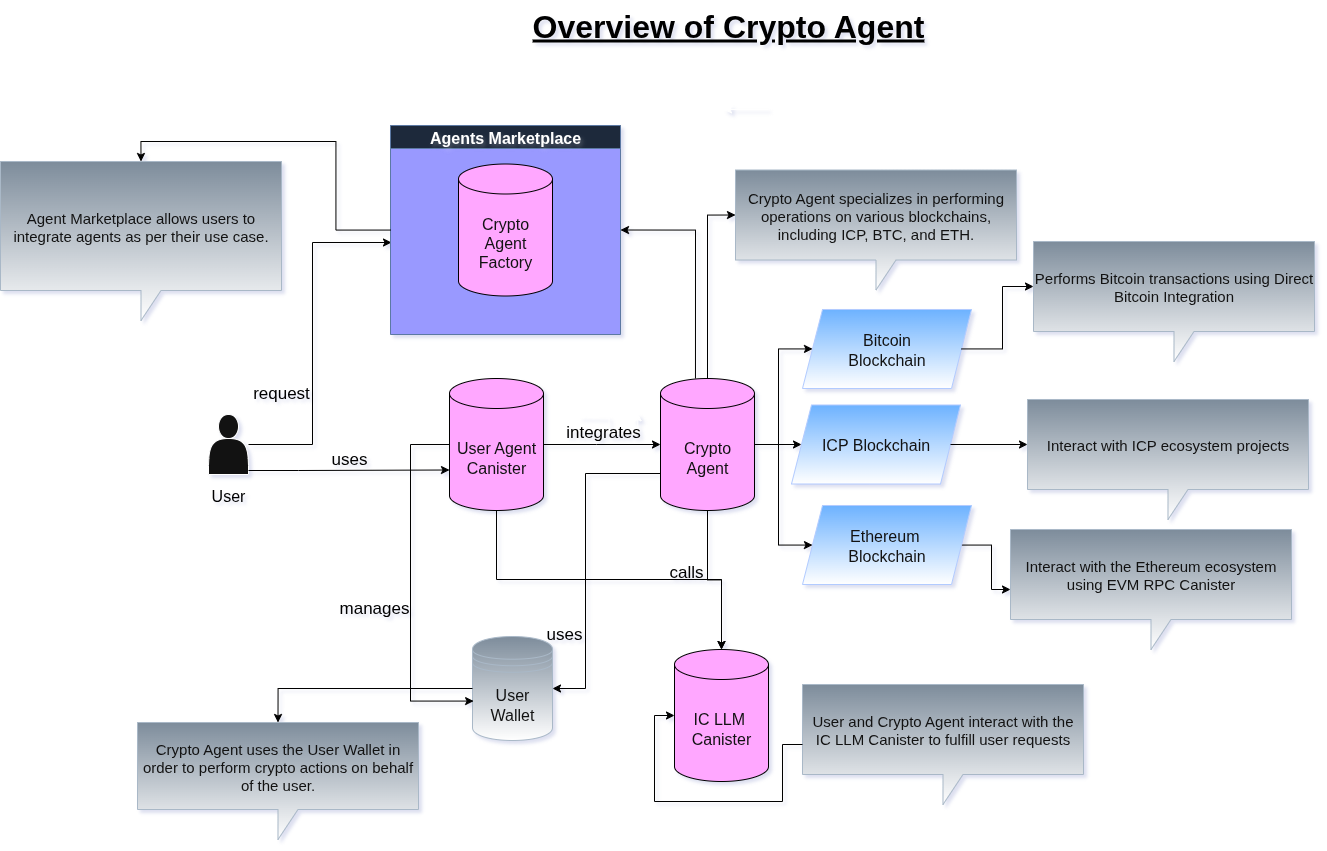 Overview of Crypto Agent
Agents Marketplace
Crypto
Agent
Factory
Agent Marketplace allows users to
integrate agents as per their use case.
Crypto Agent specializes in performing
operations on various blockchains,
including ICP, BTC, and ETH.
Performs Bitcoin transactions using Direct
Bitcoin Integration
Bitcoin
Blockchain
request
User
uses
User Agent
Canister
integrates
Crypto
Agent
ICP Blockchain
Interact with ICP ecosystem projects
Ethereum
Blockchain
Interact with the Ethereum ecosystem
using EVM RPC Canister
calls
manages
uses
User
Wallet
IC LLM
Canister
User and Crypto Agent interact with the
IC LLM Canister to fulfill user requests
Crypto Agent uses the User Wallet in
order to perform crypto actions on behalf
of the user.